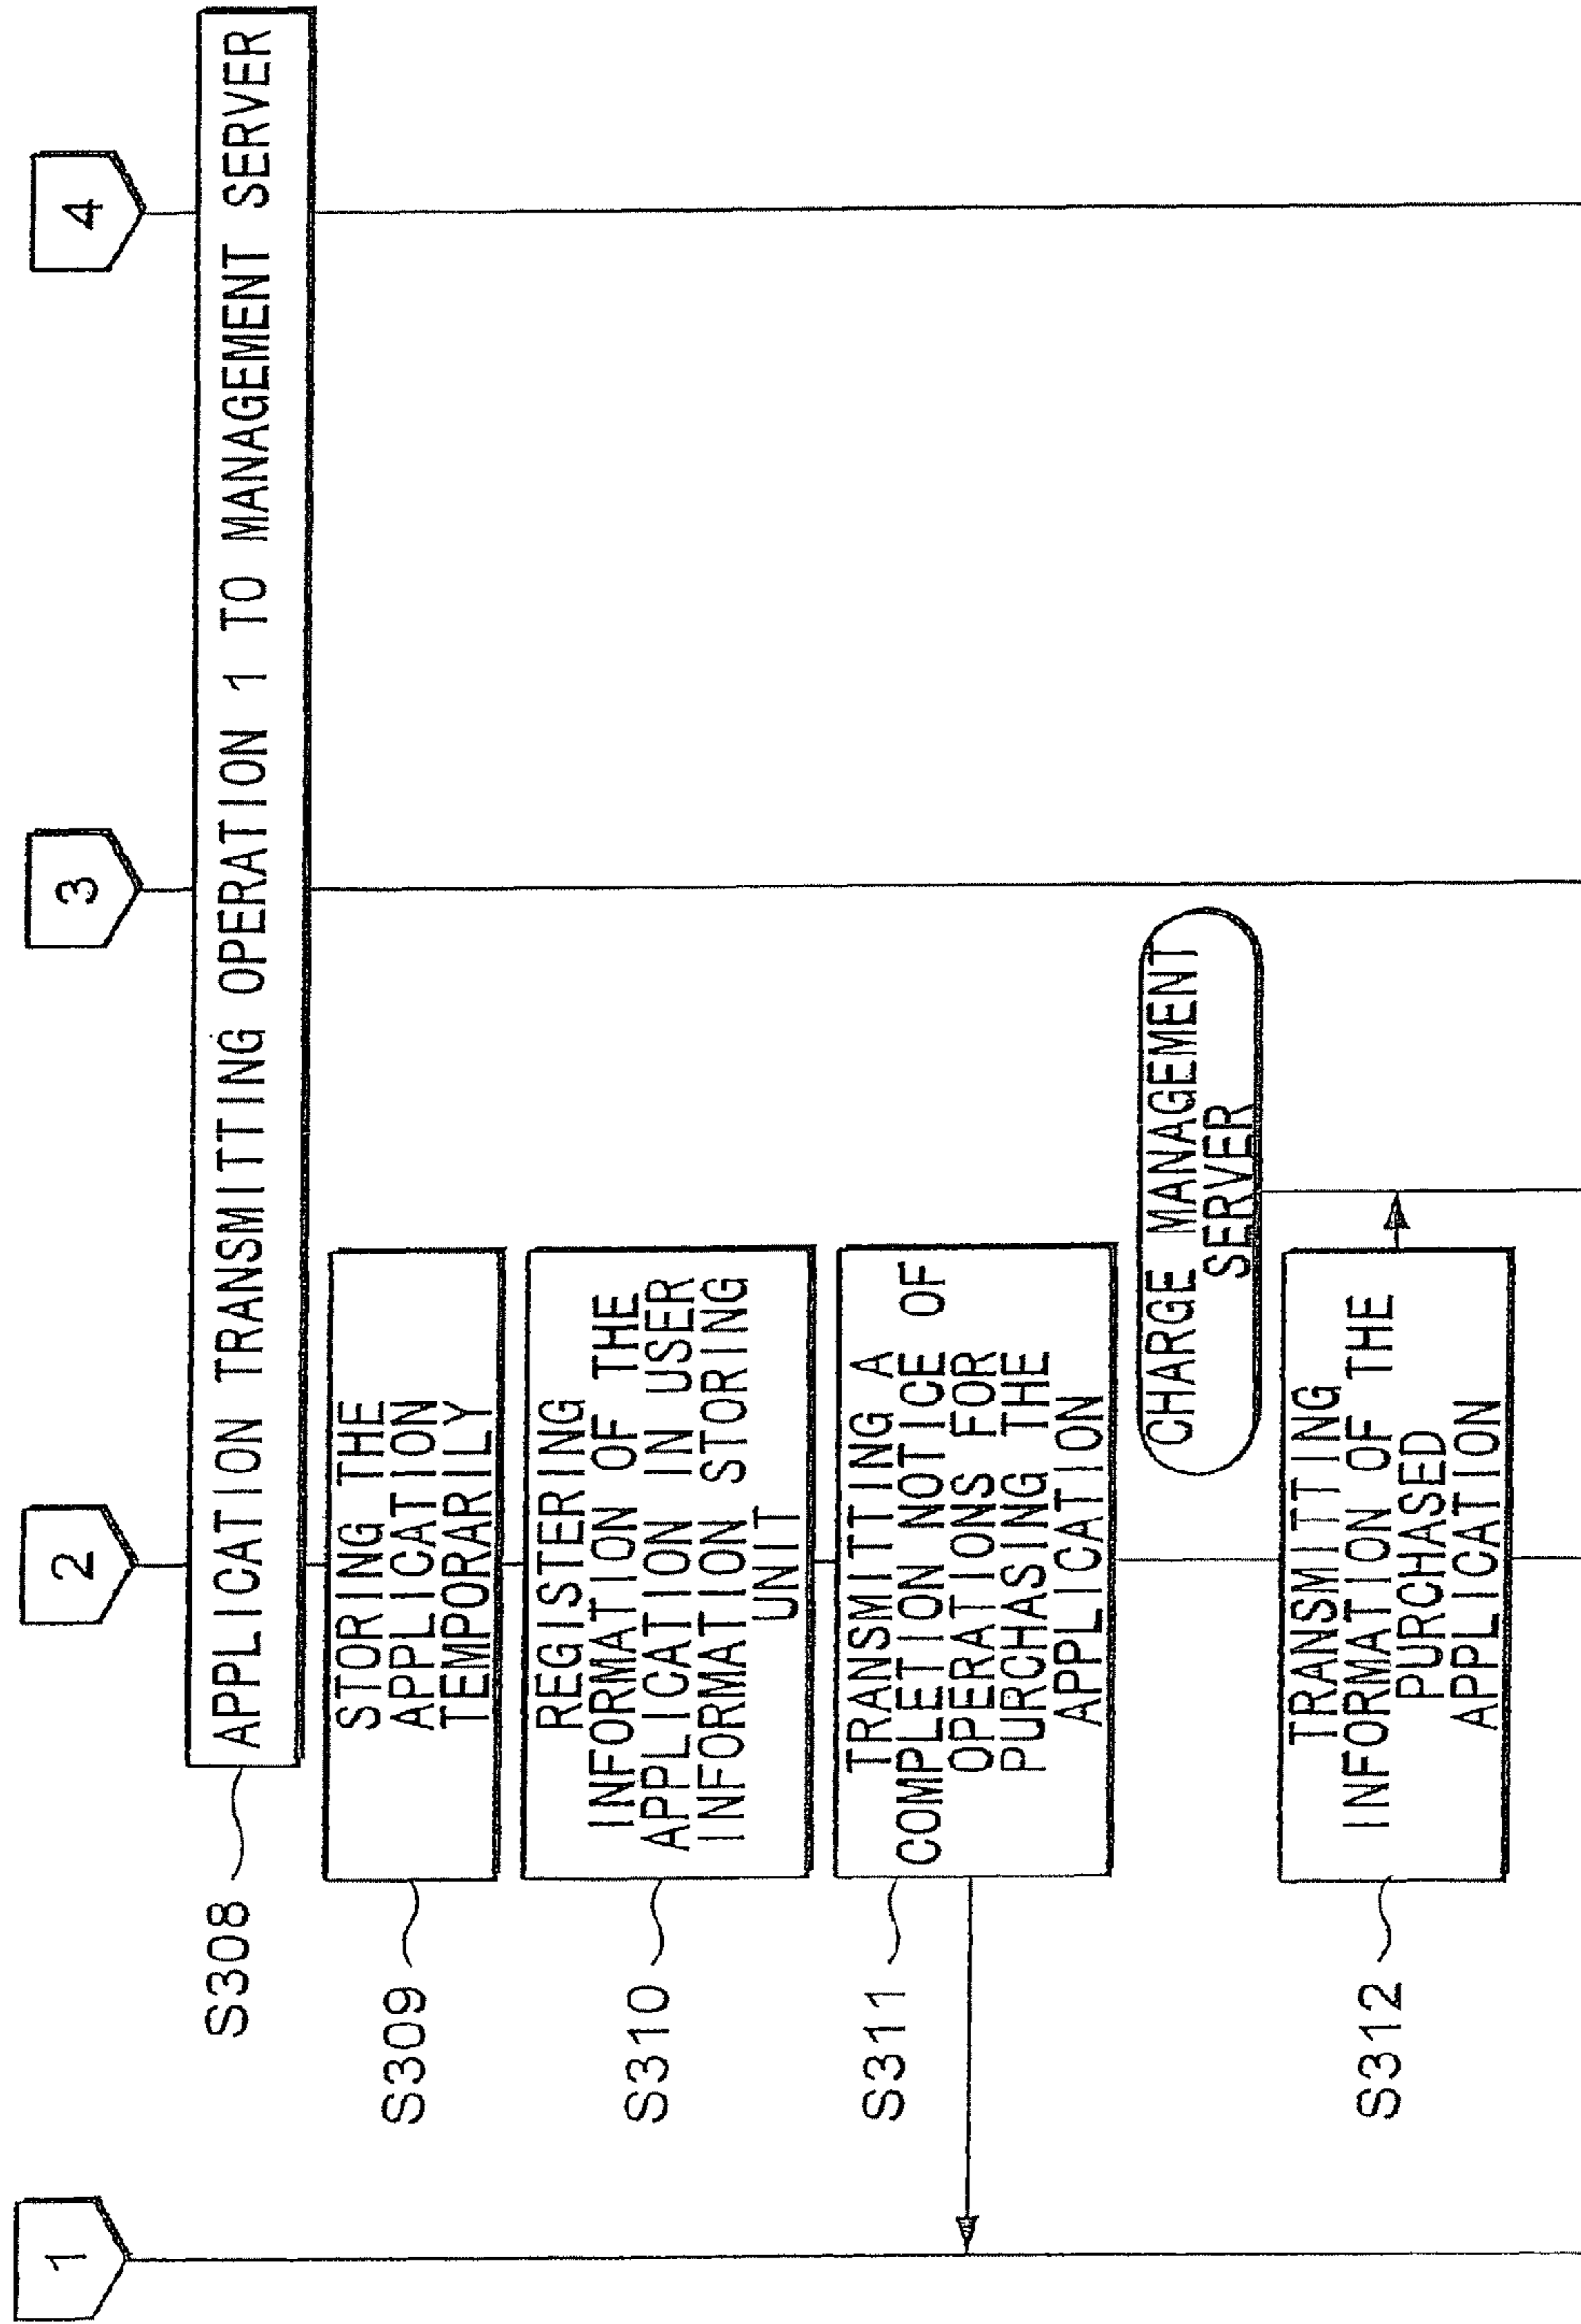 1
2
3
4
S308
APPLICATION TRANSMITTING OPERATION 1 TO MANAGEMENT SERVER
S309
STORING THE
APPLICATION
TEMPORARILY
S310
REGISTERING
INFORMATION OF THE
APPLICATION IN USER
INFORMATION STORING
UNIT
S311
TRANSMITTING A
COMPLETION NOTICE OF
OPERATIONS FOR
PURCHASING THE
APPLICATION
CHARGE MANAGEMENT
SERVER
S312
TRANSMITTING
INFORMATION OF THE
PURCHASED
APPLICATION